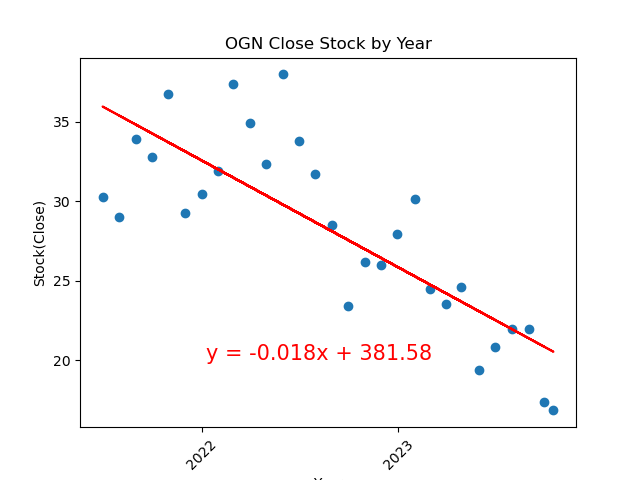 OGN Close Stock by Year
Stock(Close)
35
30
25
20
y = -0.018x + 381.58
2022
2023